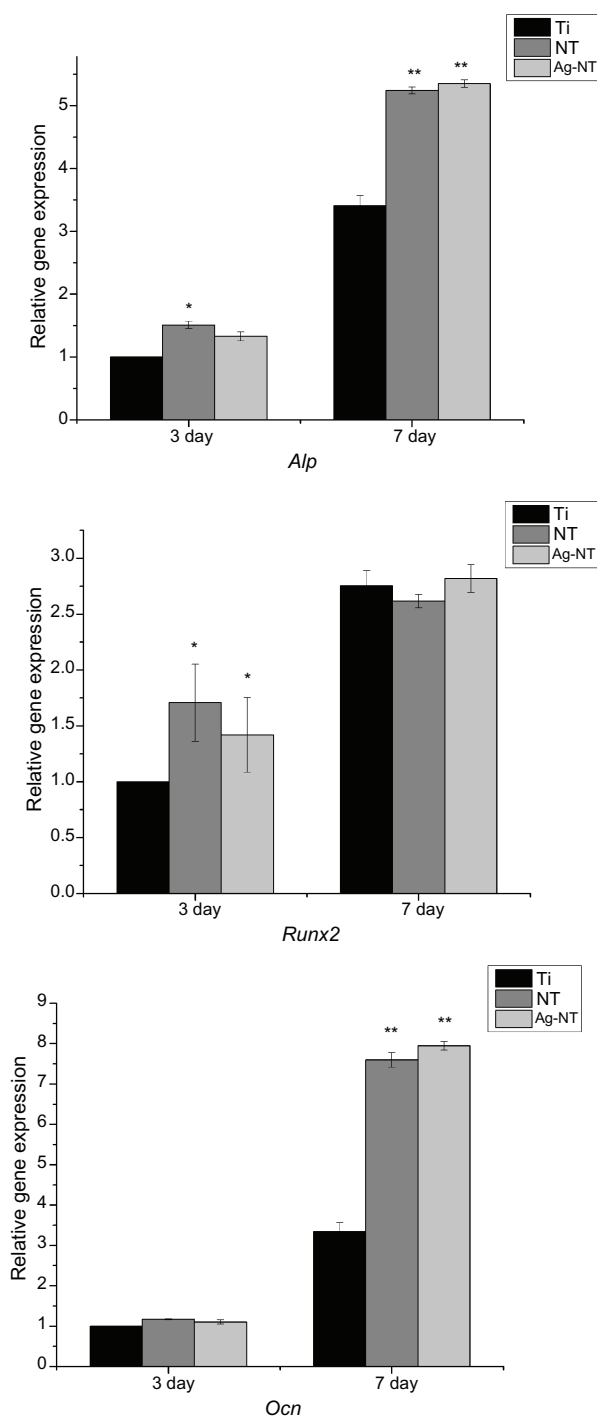 Ti
NT
Ag-NT
Relative gene expression
5
4
3
2
1
0
*
**
**
3 day
7 day
Alp
Ti
NT
Ag-NT
Relative gene expression
3.0
2.5
2.0
1.5
1.0
0.5
0.0
*
*
3 day
7 day
Runx2
Ti
NT
Ag-NT
Relative gene expression
9
8
7
6
5
4
3
2
1
0
**
**
3 day
7 day
Ocn